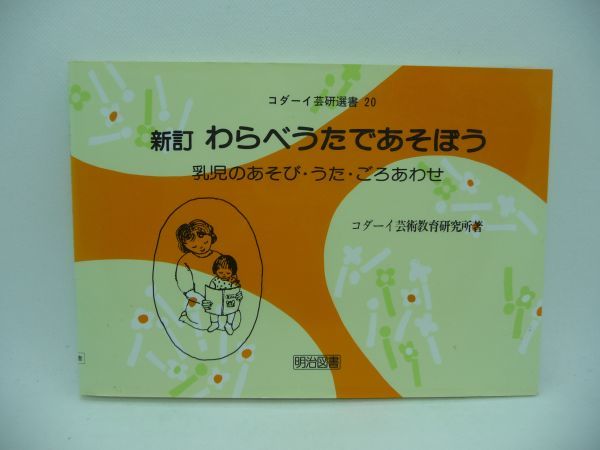 コダーイ芸研選書 20
新訂 わらべうたであそぼう
乳児のあそび・うた・ごろあわせ
コダーイ芸術教育研究所著
明治図書